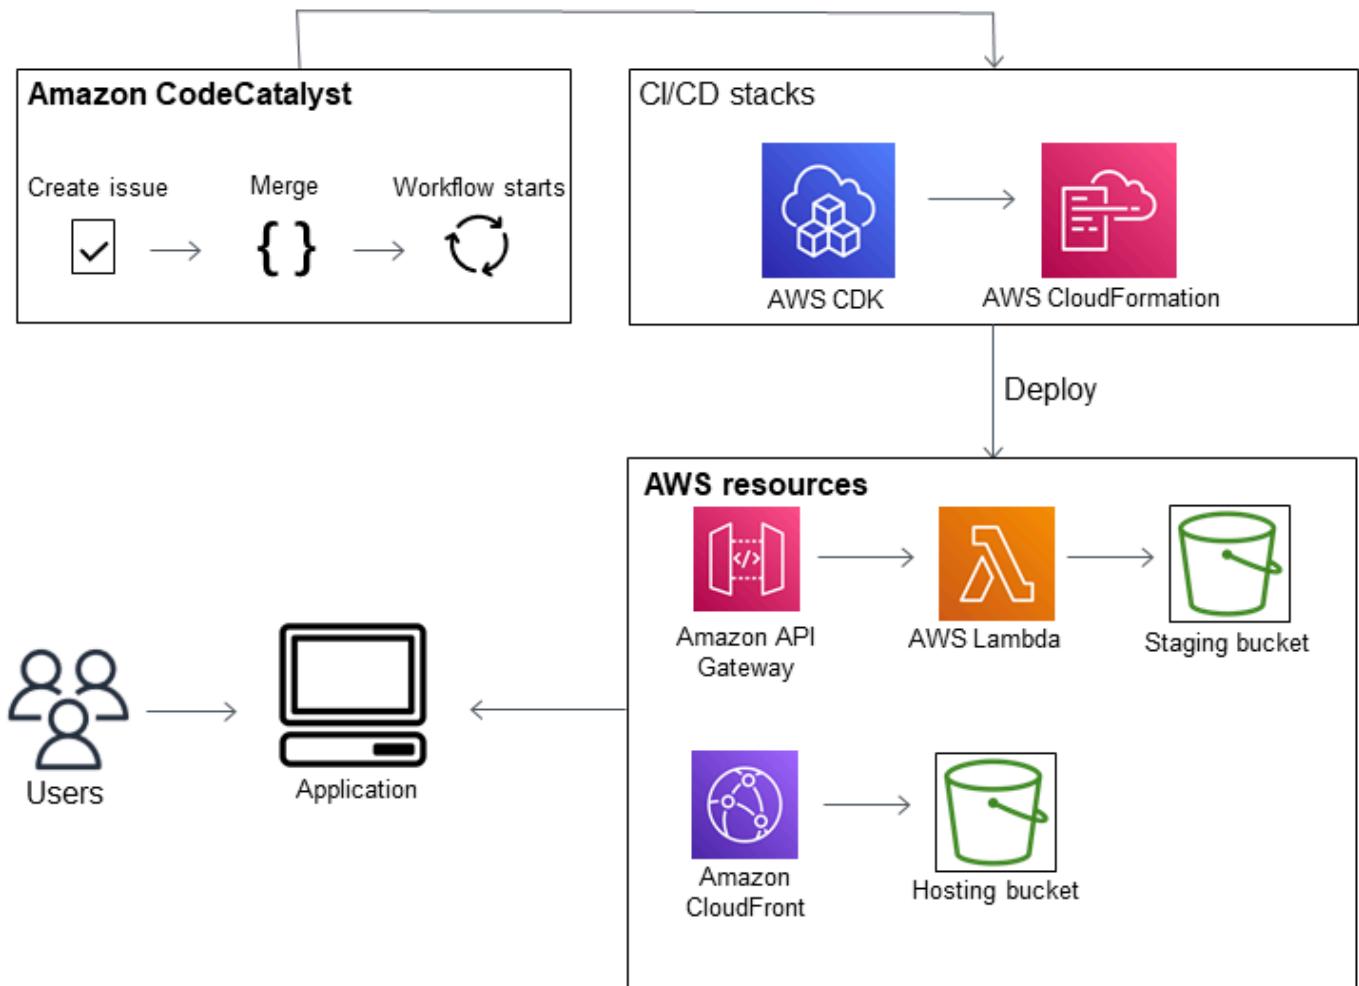 Amazon CodeCatalyst
Create issue
Merge
Workflow starts
{ }
CI/CD stacks
AWS CDK
AWS CloudFormation
Deploy
AWS resources
</>
Amazon API
Gateway
AWS Lambda
Staging bucket
Users
Application
Amazon
CloudFront
Hosting bucket